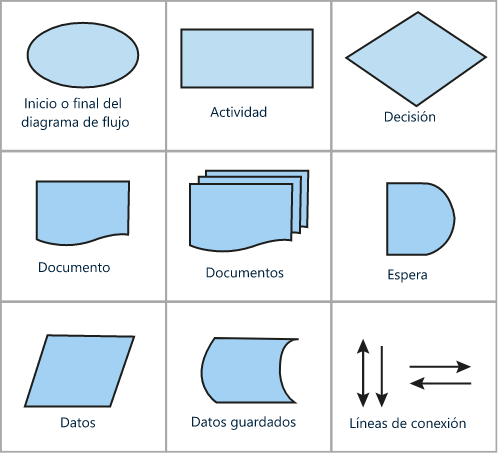 Inicio o final del
diagrama de flujo
Actividad
Decisión
Documento
Documentos
Espera
Datos
Datos guardados
Líneas de conexión